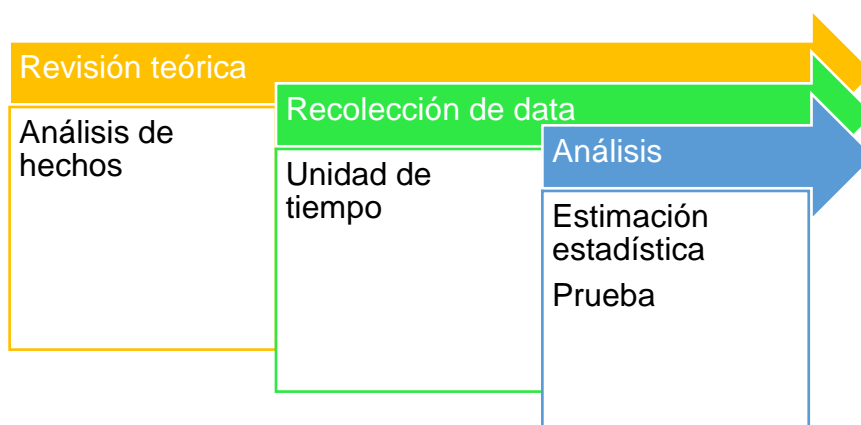 Revisión teórica
Análisis de
hechos
Recolección de data
Unidad de
tiempo
Análisis
Estimación
estadística
Prueba